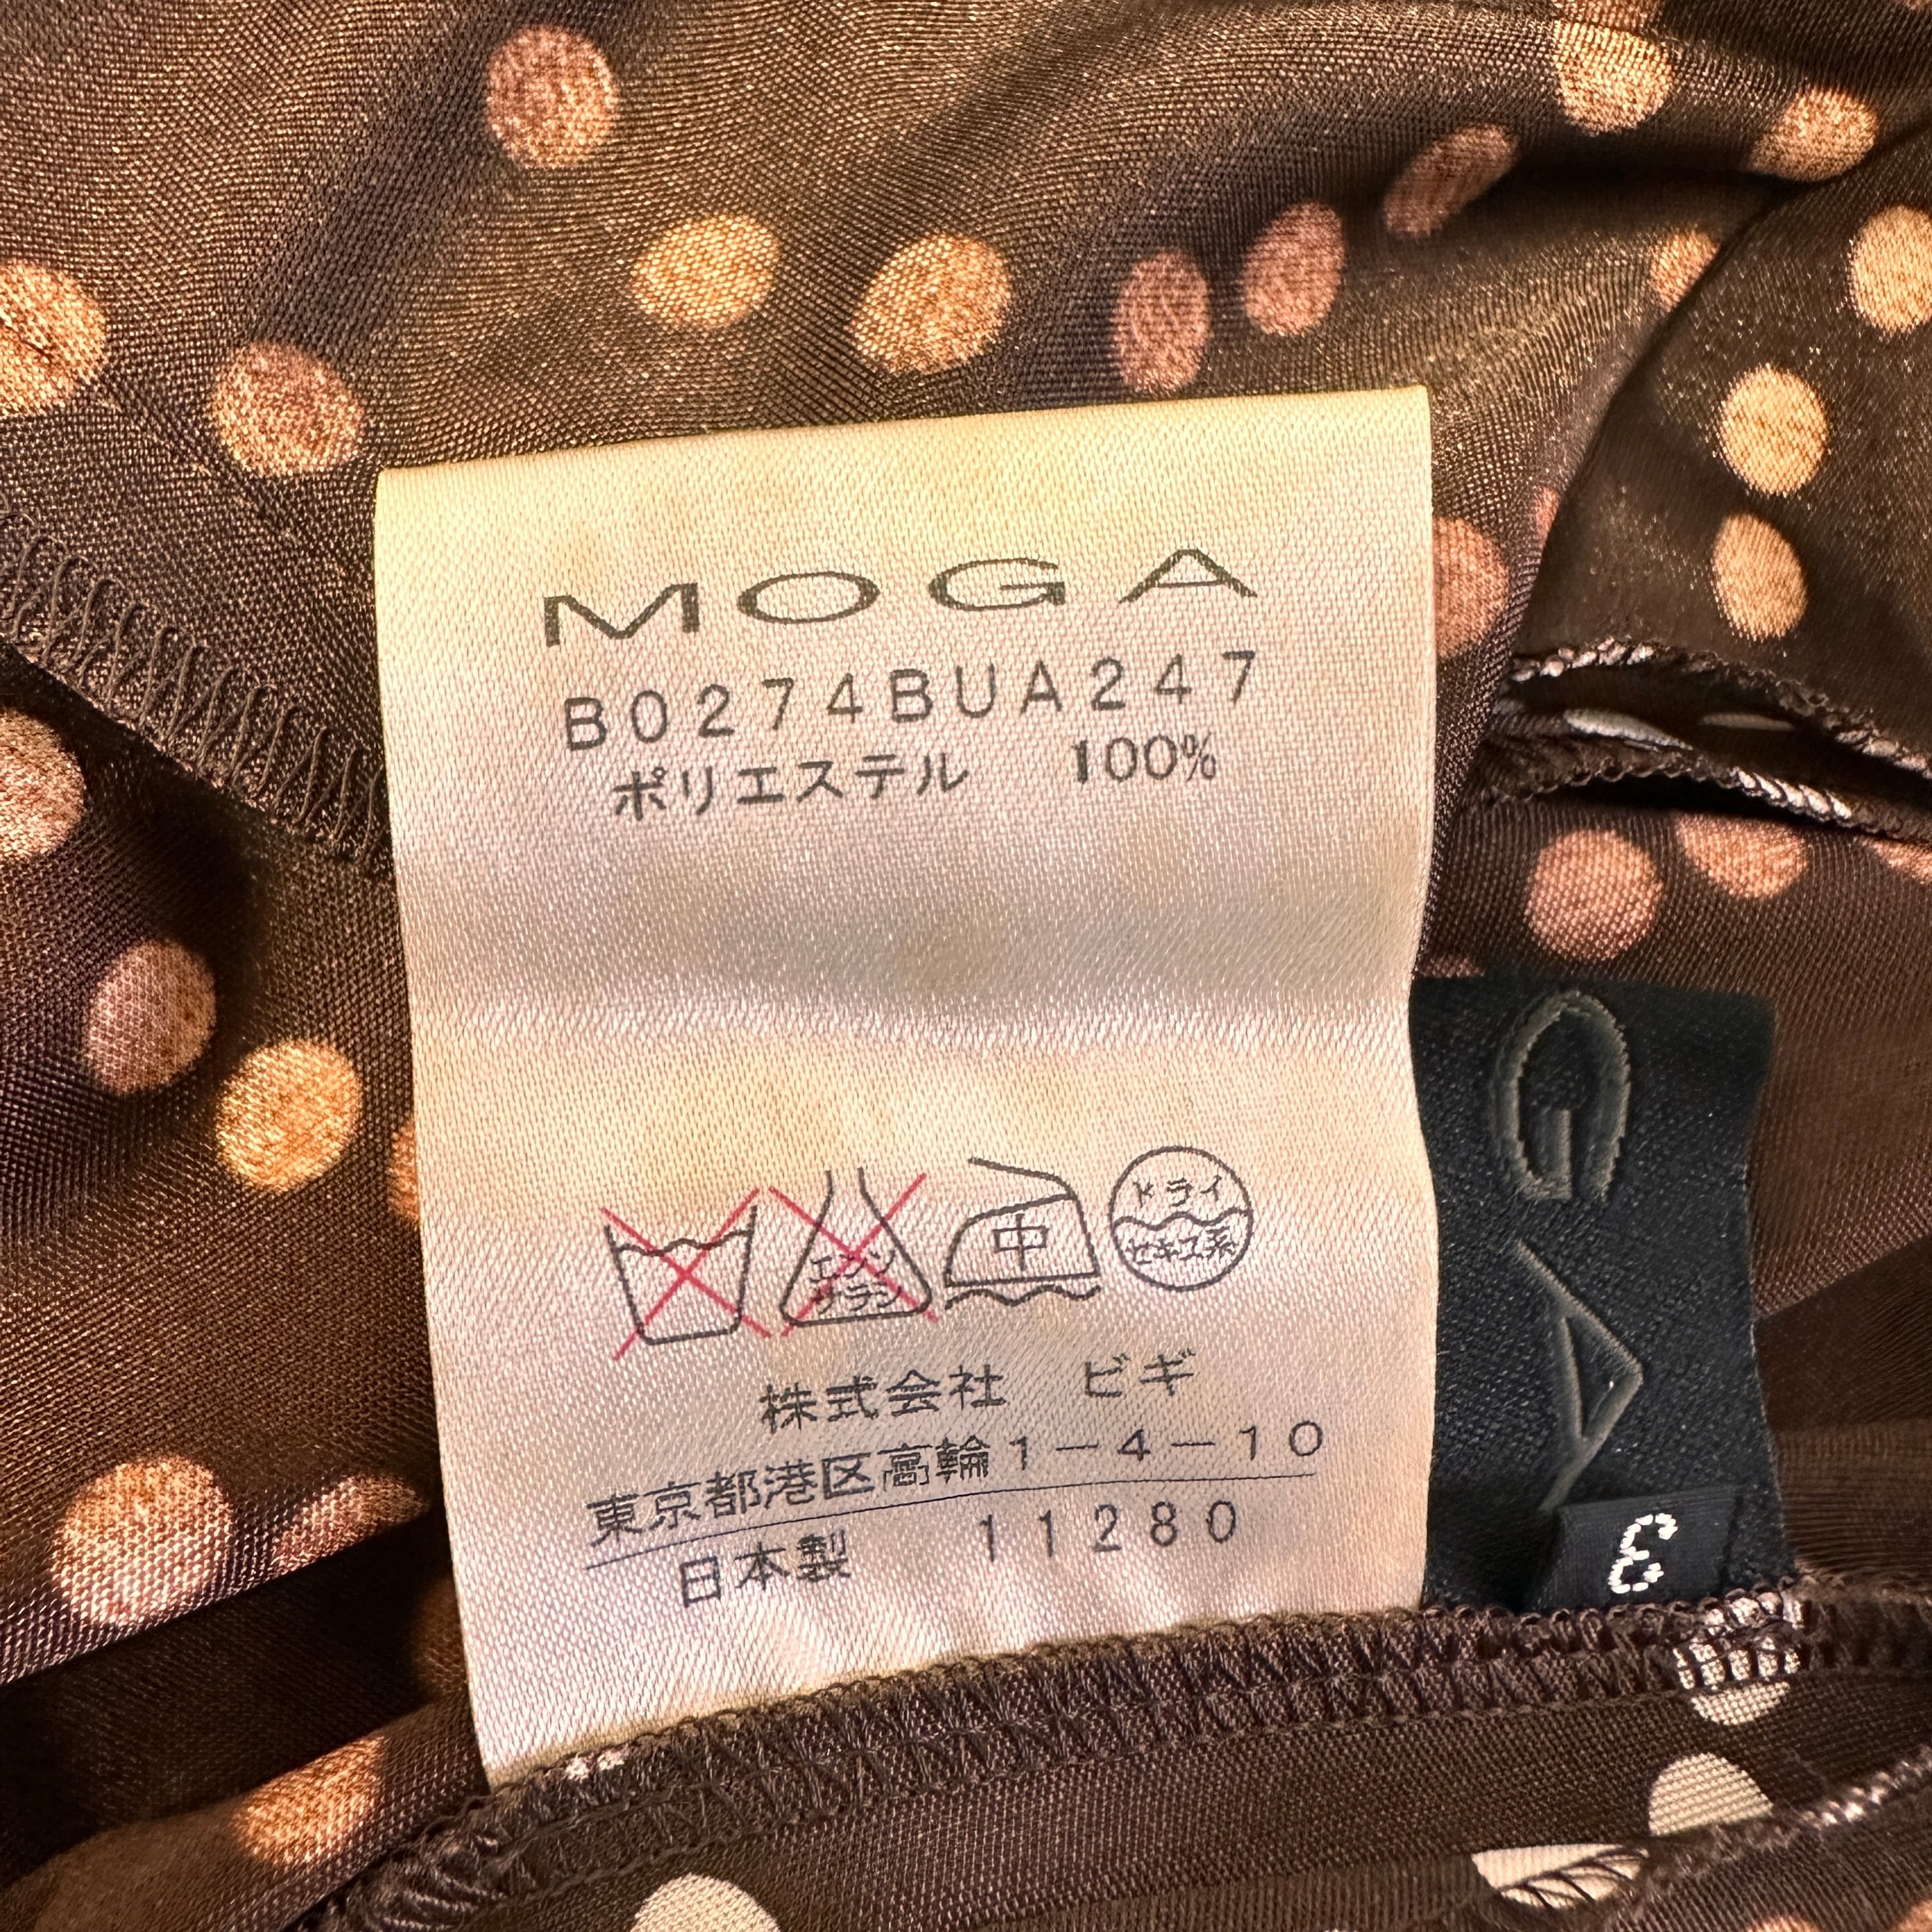 MOGA
B0274BUA247
ポリエステル 100%
エンソ
サラシ
中
ドライ
セキユ系
株式会社 ビギ
東京都港区高輪1-4-10
日本製 11280
GA
3